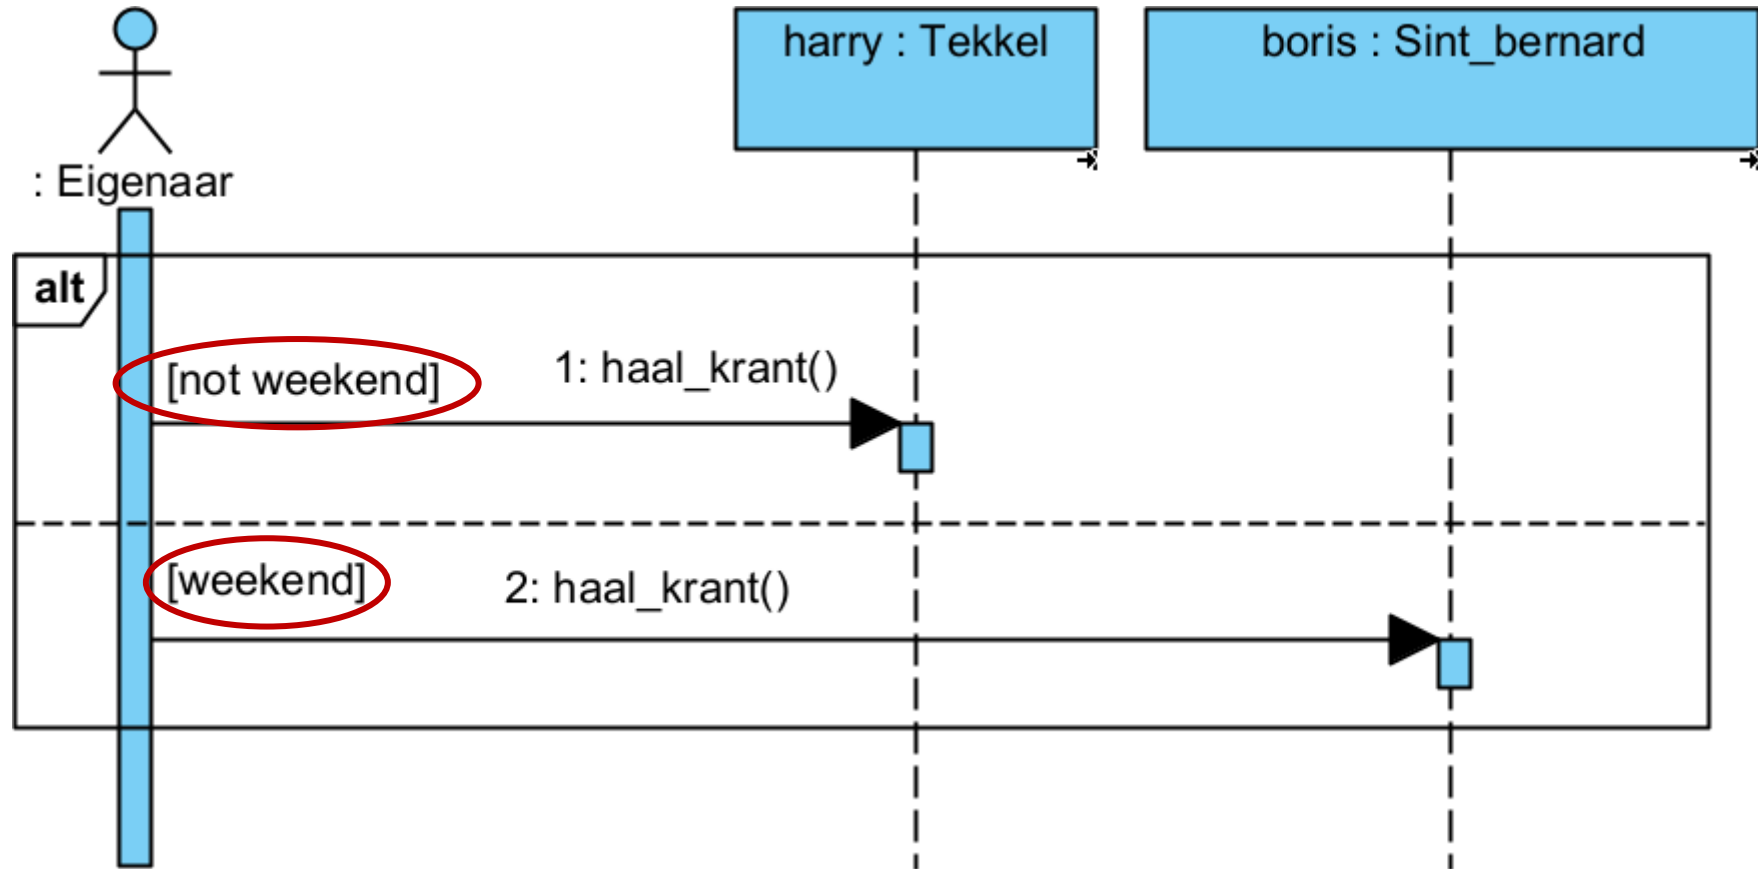 harry : Tekkel
boris : Sint_bernard
: Eigenaar
alt
[not weekend]
1: haal_krant()
[weekend]
2: haal_krant()